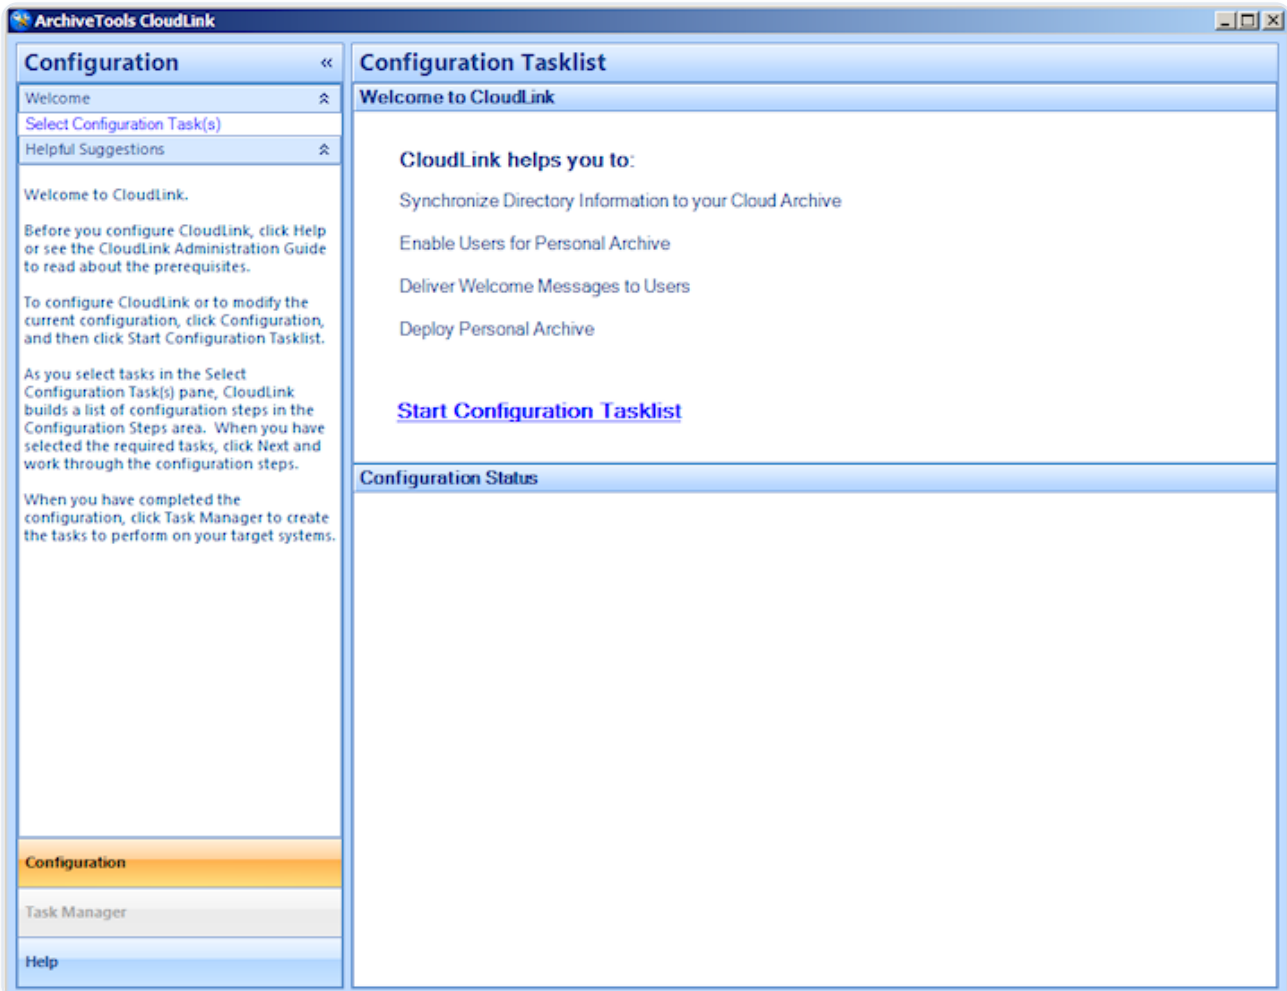 ArchiveTools CloudLink
Configuration
Welcome
Select Configuration Task(s)
Helpful Suggestions
Welcome to CloudLink.
Before you configure CloudLink, click Help
or see the CloudLink Administration Guide
to read about the prerequisites.
To configure CloudLink or to modify the
current configuration, click Configuration,
and then click Start Configuration Tasklist.
As you select tasks in the Select
Configuration Task(s) pane, CloudLink
builds a list of configuration steps in the
Configuration Steps area. When you have
selected the required tasks, click Next and
work through the configuration steps.
When you have completed the
configuration, click Task Manager to create
the tasks to perform on your target systems.
Configuration
Task Manager
Help
Configuration Tasklist
Welcome to CloudLink
CloudLink helps you to:
Synchronize Directory Information to your Cloud Archive
Enable Users for Personal Archive
Deliver Welcome Messages to Users
Deploy Personal Archive
Start Configuration Tasklist
Configuration Status